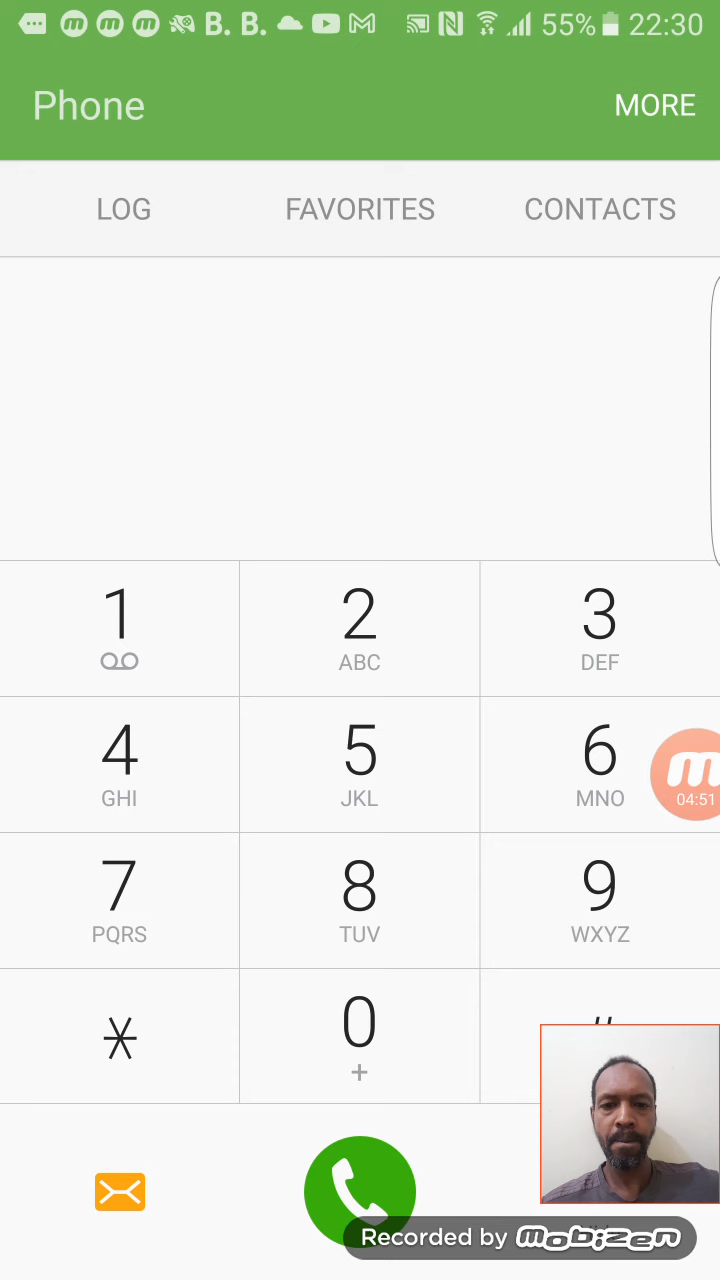 B. B. 55% 22:30
Phone MORE
LOG FAVORITES CONTACTS
1 2 3
ABC DEF
4 5 6
GHI JKL MNO
04:51
7 8 9
PQRS TUV WXYZ
* 0 #
+
Recorded by mobizen